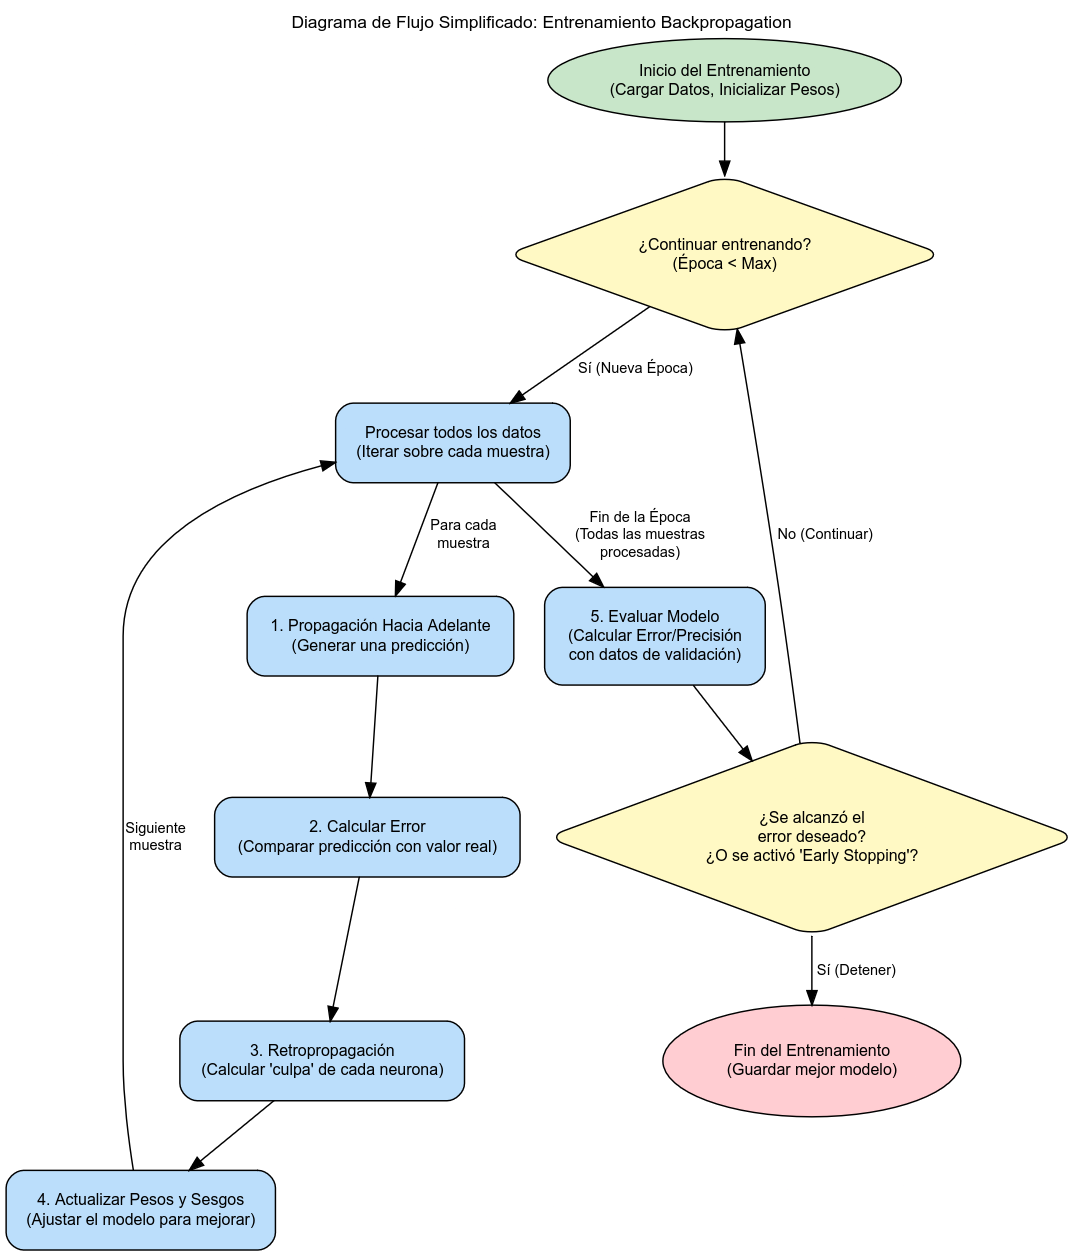 Diagrama de Flujo Simplificado: Entrenamiento Backpropagation
Inicio del Entrenamiento
(Cargar Datos, Inicializar Pesos)
¿Continuar entrenando?
(Época < Max)
Sí (Nueva Época)
Procesar todos los datos
(Iterar sobre cada muestra)
Para cada
muestra
Fin de la Época
(Todas las muestras
procesadas)
No (Continuar)
1. Propagación Hacia Adelante
(Generar una predicción)
5. Evaluar Modelo
(Calcular Error/Precisión
con datos de validación)
2. Calcular Error
(Comparar predicción con valor real)
Siguiente
muestra
¿Se alcanzó el
error deseado?
¿O se activó 'Early Stopping'?
Sí (Detener)
3. Retropropagación
(Calcular 'culpa' de cada neurona)
Fin del Entrenamiento
(Guardar mejor modelo)
4. Actualizar Pesos y Sesgos
(Ajustar el modelo para mejorar)